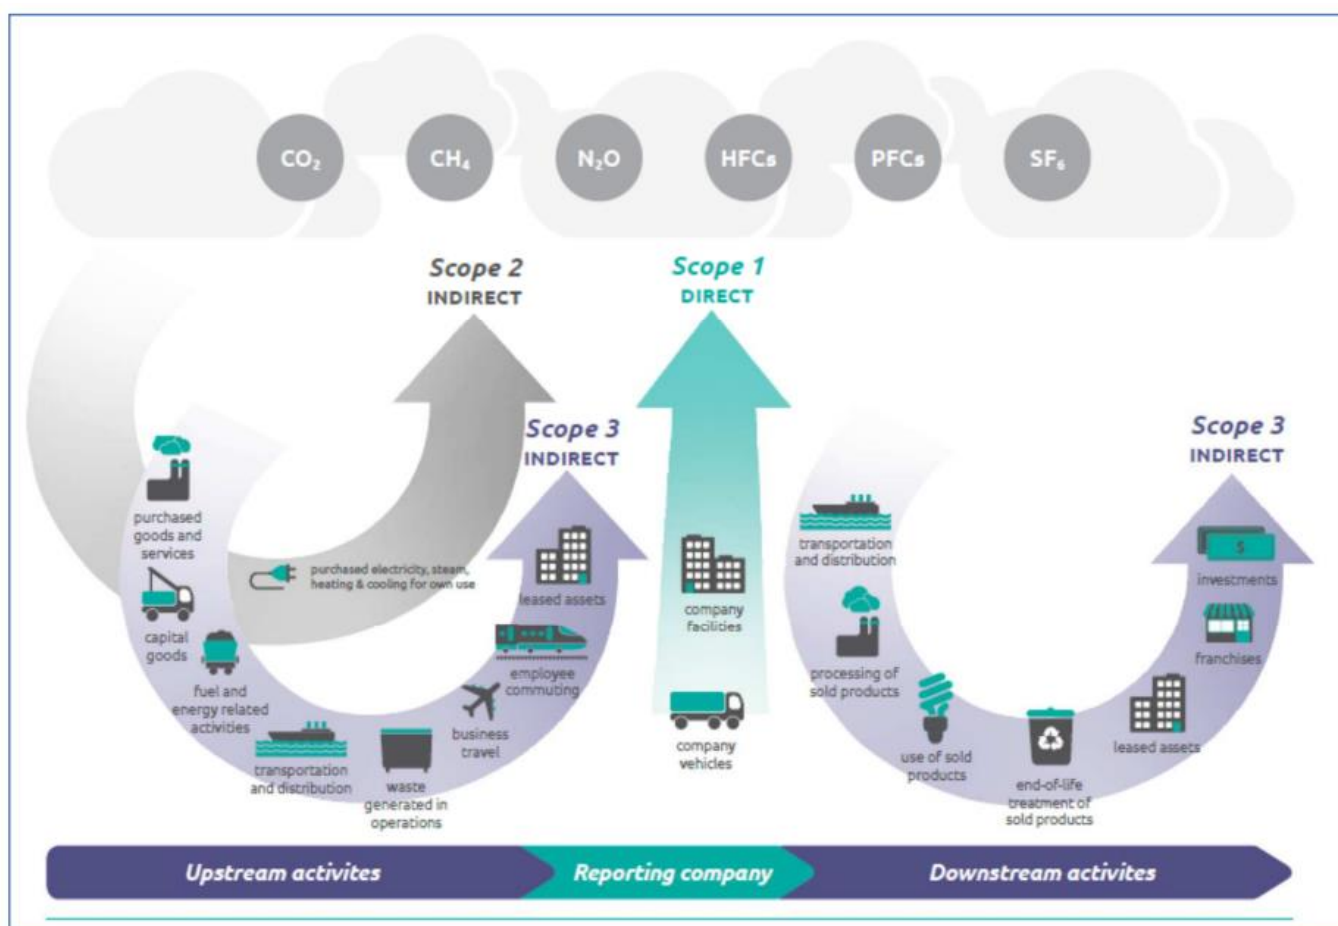 CO₂
CH₄
N₂O
HFCs
PFCs
SF₆
Scope 2
INDIRECT
Scope 1
DIRECT
Scope 3
INDIRECT
Scope 3
INDIRECT
purchased
goods and
services
capital
goods
fuel and
energy related
activities
transportation
and distribution
waste
generated in
operations
business
travel
employee
commuting
leased assets
purchased electricity, steam,
heating & cooling for own use
company
facilities
company
vehicles
transportation
and distribution
processing of
sold products
use of sold
products
end-of-life
treatment of
sold products
leased assets
franchises
$
investments
Upstream activites
Reporting company
Downstream activites